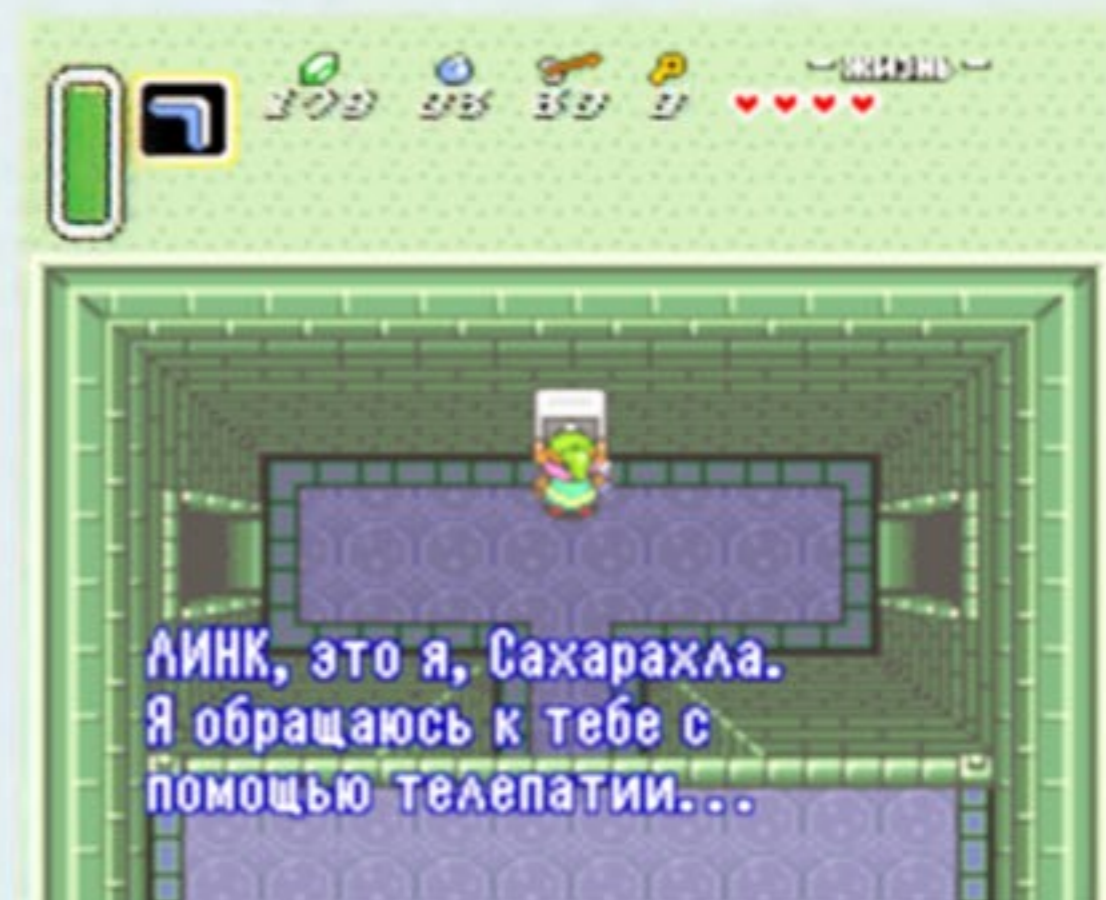 ЖИЗНЬ
ЛИНК, это я, Сахарахла.
Я обращаюсь к тебе с
помощью телепатии...